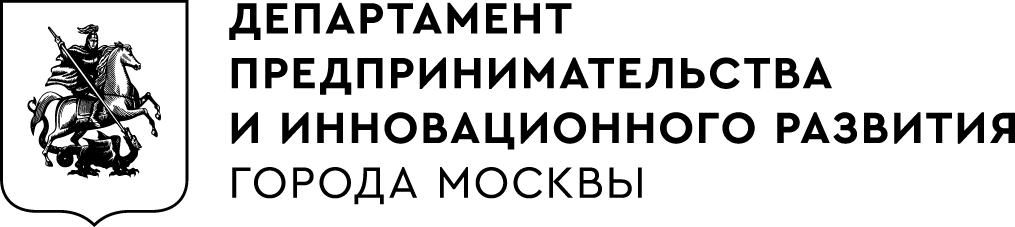 ДЕПАРТАМЕНТ
ПРЕДПРИНИМАТЕЛЬСТВА
И ИННОВАЦИОННОГО РАЗВИТИЯ
ГОРОДА МОСКВЫ